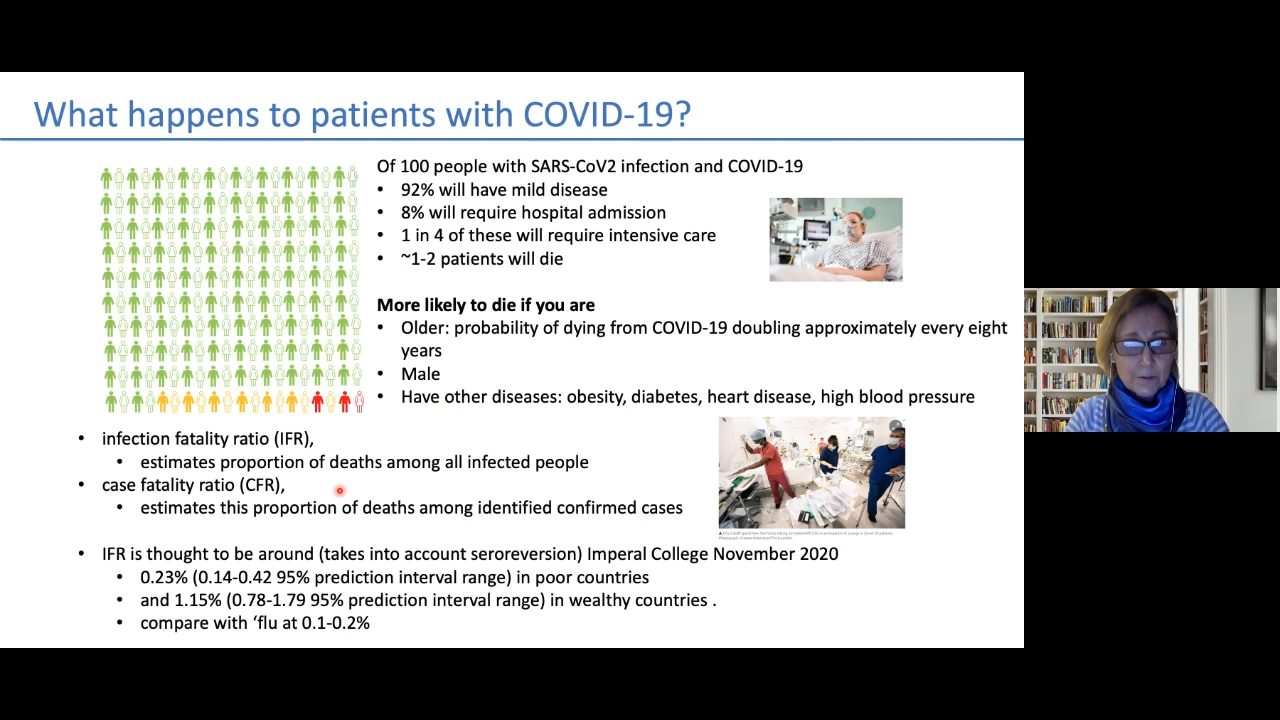 What happens to patients with COVID-19?
Of 100 people with SARS-CoV2 infection and COVID-19
• 92% will have mild disease
• 8% will require hospital admission
• 1 in 4 of these will require intensive care
• ~1-2 patients will die
More likely to die if you are
• Older: probability of dying from COVID-19 doubling approximately every eight
years
• Male
• Have other diseases: obesity, diabetes, heart disease, high blood pressure
• infection fatality ratio (IFR),
• estimates proportion of deaths among all infected people
• case fatality ratio (CFR),
• estimates this proportion of deaths among identified confirmed cases
• IFR is thought to be around (takes into account seroreversion) Imperal College November 2020
• 0.23% (0.14-0.42 95% prediction interval range) in poor countries
• and 1.15% (0.78-1.79 95% prediction interval range) in wealthy countries .
• compare with ‘flu at 0.1-0.2%